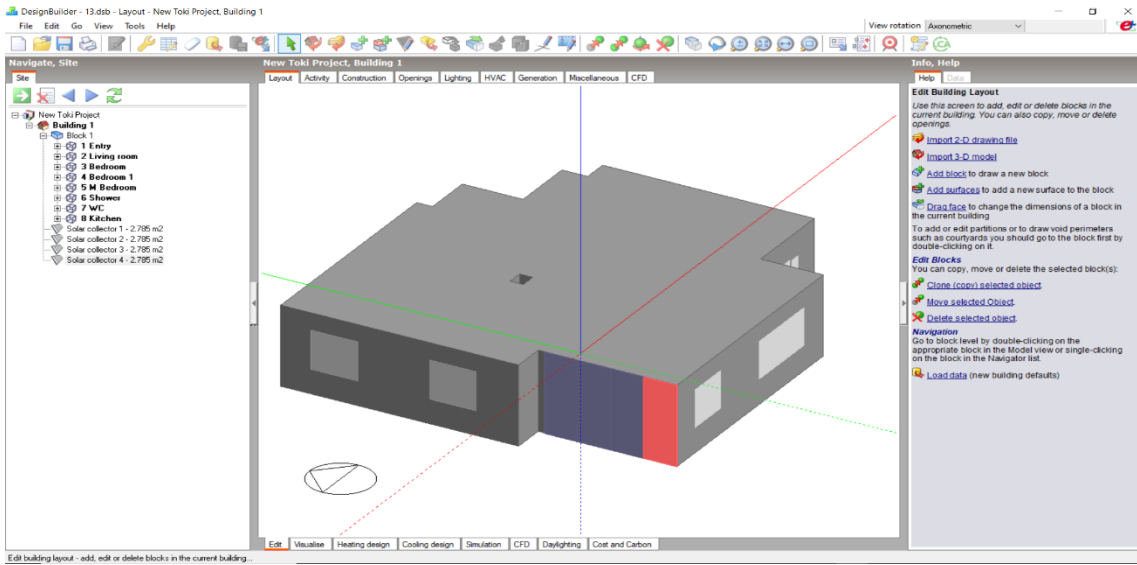 DesignBuilder - 13.dsb - Layout - New Toki Project, Building 1
File Edit Go View Tools Help
View rotation Axonometric
Navigate, Site
Site
New Toki Project
Building 1
Block 1
1 Entry
2 Living room
3 Bedroom
4 Bedroom 1
5 M Bedroom
6 Shower
7 WC
8 Kitchen
Solar collector 1 - 2.785 m2
Solar collector 2 - 2.785 m2
Solar collector 3 - 2.785 m2
Solar collector 4 - 2.785 m2
New Toki Project, Building 1
Layout Activity Construction Openings Lighting HVAC Generation Miscellaneous CFD
Edit Visualise Heating design Cooling design Simulation CFD Daylighting Cost and Carbon
Info, Help
Help Data
Edit Building Layout
Use this screen to add, edit or delete blocks in the
current building. You can also copy, move or delete
openings.
Import 2-D drawing file
Import 3-D model
Add block to draw a new block
Add surfaces to add a new surface to the block
Drag face to change the dimensions of a block in
the current building
To add or edit partitions or to draw void perimeters
such as courtyards you should go to the block first by
double-clicking on it.
Edit Blocks
You can copy, move or delete the selected block(s):
Clone (copy) selected object.
Move selected Object.
Delete selected object.
Navigation
Go to block level by double-clicking on the
appropriate block in the Model view or single-clicking
on the block in the Navigator list.
Load data (new building defaults)
Edit building layout - add, edit or delete blocks in the current building...